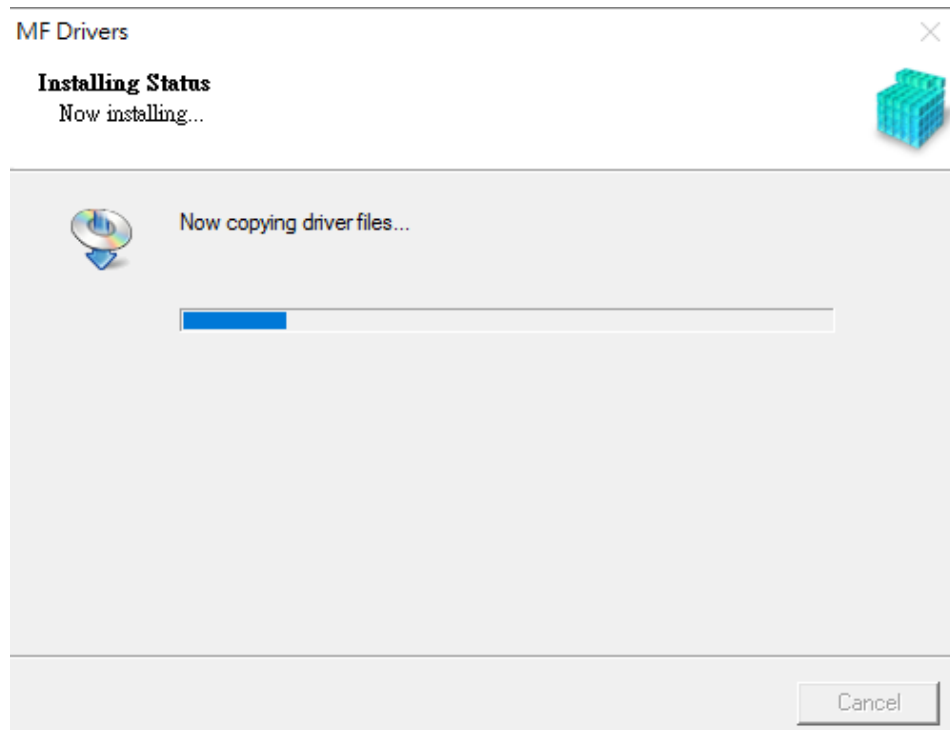 MF Drivers
Installing Status
Now installing...
Now copying driver files...
Cancel